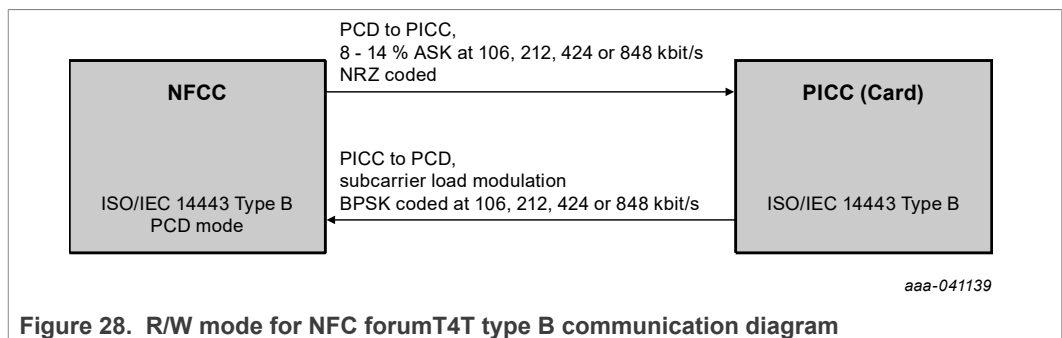 PCD to PICC,
8 - 14 % ASK at 106, 212, 424 or 848 kbit/s
NRZ coded
NFCC
PICC (Card)
PICC to PCD,
subcarrier load modulation
BPSK coded at 106, 212, 424 or 848 kbit/s
ISO/IEC 14443 Type B
PCD mode
ISO/IEC 14443 Type B
aaa-041139
Figure 28. R/W mode for NFC forumT4T type B communication diagram